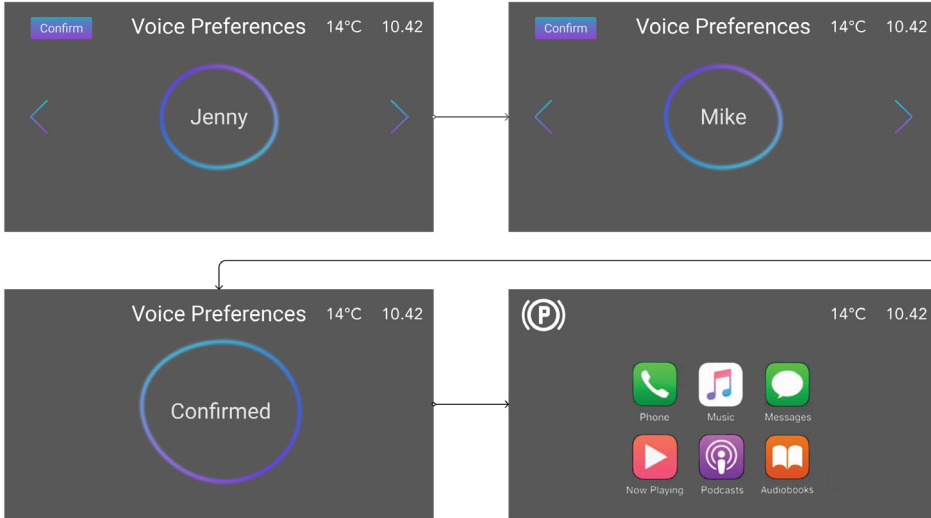 Confirm Voice Preferences 14°C 10.42
Jenny
Confirm Voice Preferences 14°C 10.42
Mike
Voice Preferences 14°C 10.42
Confirmed
P 14°C 10.42
Phone Music Messages
Now Playing Podcasts Audiobooks